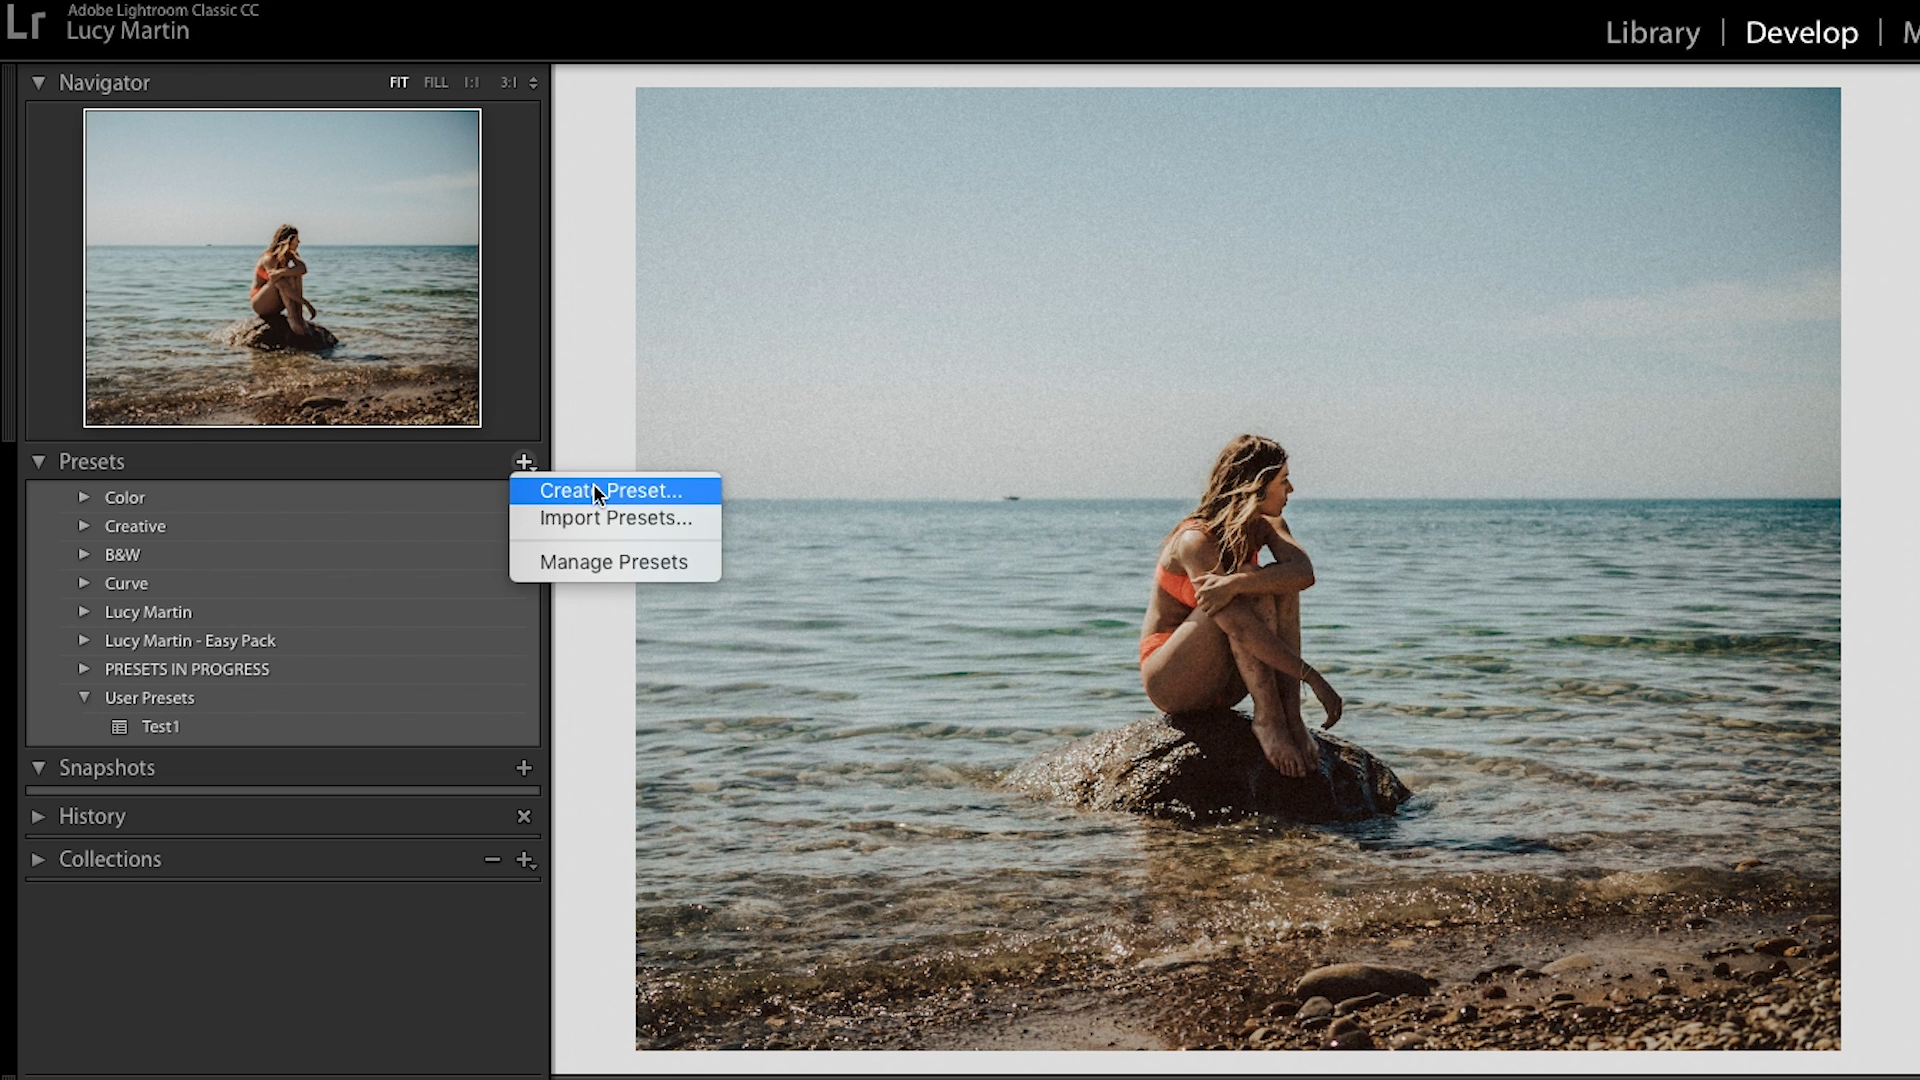 Lr
Adobe Lightroom Classic CC
Lucy Martin
Library | Develop | M
Navigator
FIT FILL 1:1 3:1
Presets
Color
Creative
B&W
Curve
Lucy Martin
Lucy Martin - Easy Pack
PRESETS IN PROGRESS
User Presets
Test1
Create Preset...
Import Presets...
Manage Presets
Snapshots
History
Collections